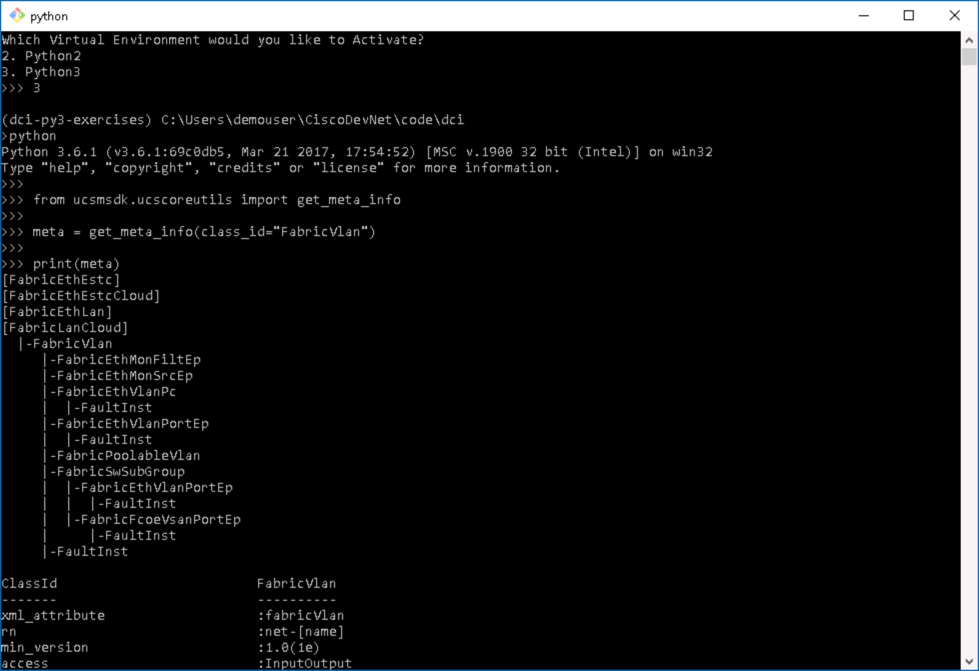 python
Which Virtual Environment would you like to Activate?
2. Python2
3. Python3
>>> 3
(dci-py3-exercises) C:\Users\demouser\CiscoDevNet\code\dci
>python
Python 3.6.1 (v3.6.1:69c0db5, Mar 21 2017, 17:54:52) [MSC v.1900 32 bit (Intel)] on win32
Type "help", "copyright", "credits" or "license" for more information.
>>>
>>> from ucsmsdk.ucscoreutils import get_meta_info
>>>
>>> meta = get_meta_info(class_id="FabricVlan")
>>>
>>> print(meta)
[FabricEthEstc]
[FabricEthEstcCloud]
[FabricEthLan]
[FabricLanCloud]
  |-FabricVlan
     |-FabricEthMonFiltEp
     |-FabricEthMonSrcEp
     |-FabricEthVlanPc
     |  |-FaultInst
     |-FabricEthVlanPortEp
     |  |-FaultInst
     |-FabricPoolableVlan
     |-FabricSwSubGroup
     |  |-FabricEthVlanPortEp
     |  |  |-FaultInst
     |  |-FabricFcoeVsanPortEp
     |     |-FaultInst
     |-FaultInst
ClassId                         FabricVlan
-------                         ----------
xml_attribute                   :fabricVlan
rn                              :net-[name]
min_version                     :1.0(1e)
access                          :InputOutput